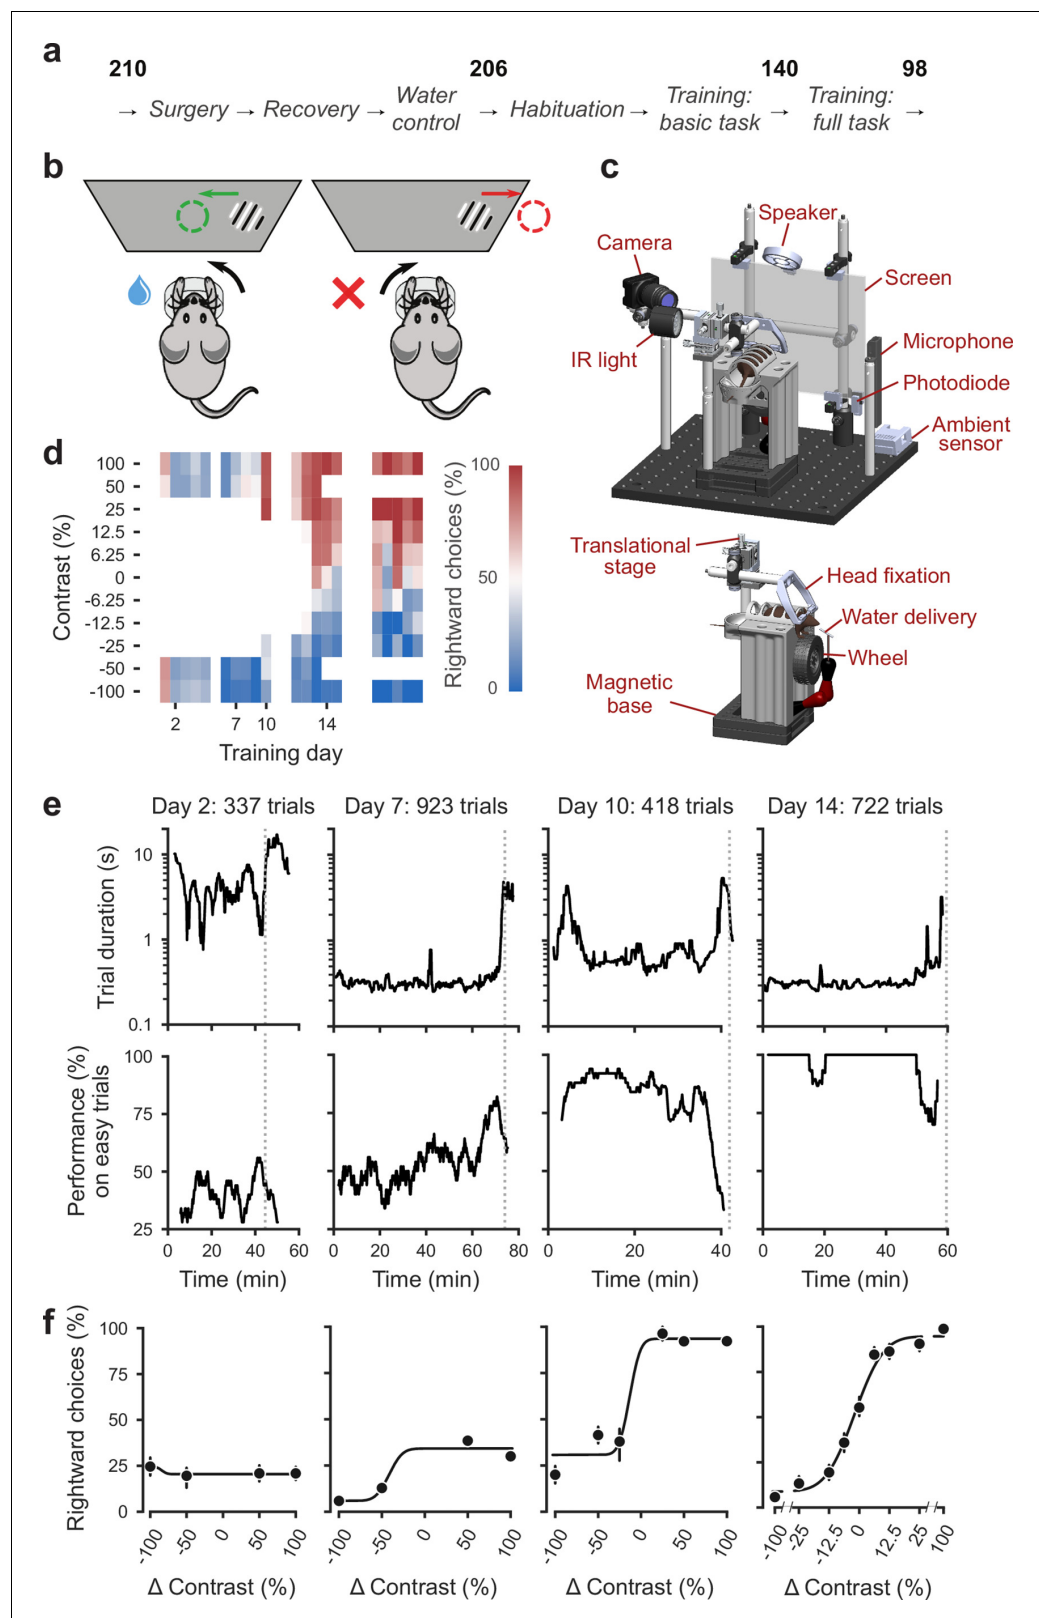 a
210 206 140 98
→ Surgery → Recovery → Water control → Habituation → Training: basic task → Training: full task →
b
c
Speaker
Camera
Screen
IR light
Microphone
Photodiode
Ambient
sensor
Translational
stage
Head fixation
Water delivery
Wheel
Magnetic
base
d
Contrast (%)
100
50
25
12.5
6.25
0
-6.25
-12.5
-25
-50
-100
2 7 10 14
Training day
Rightward choices (%)
100
50
0
e
Day 2: 337 trials Day 7: 923 trials Day 10: 418 trials Day 14: 722 trials
Trial duration (s)
10
1
0.1
Performance (%)
on easy trials
100
75
50
25
0 20 40 60 0 25 50 75 0 20 40 0 20 40 60
Time (min) Time (min) Time (min) Time (min)
f
Rightward choices (%)
100
75
50
25
0
-100 -50 0 50 100 -100 -50 0 50 100 -100 -50 0 50 100 -100 -25 -12.5 0 12.5 25 100
Δ Contrast (%) Δ Contrast (%) Δ Contrast (%) Δ Contrast (%)